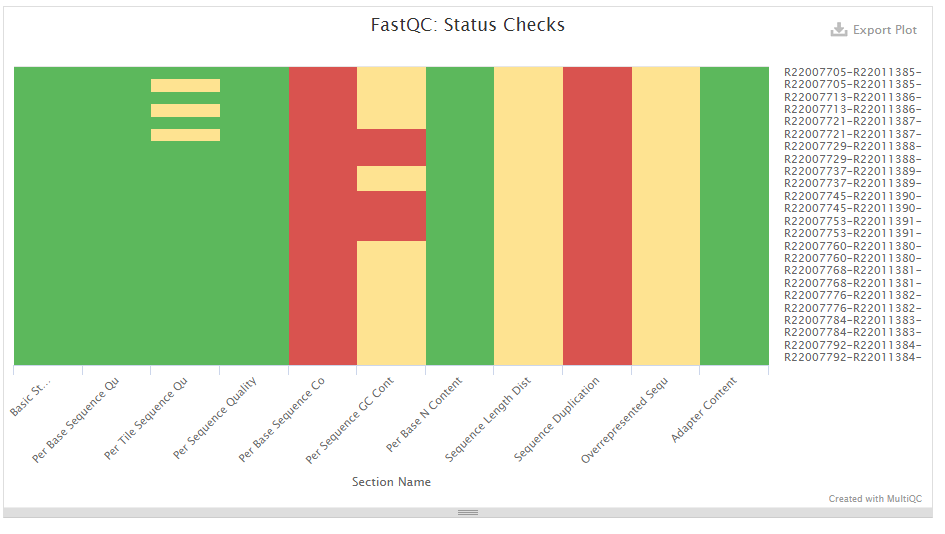 FastQC: Status Checks
Export Plot
R22007705-R22011385-
R22007705-R22011385-
R22007713-R22011386-
R22007713-R22011386-
R22007721-R22011387-
R22007721-R22011387-
R22007729-R22011388-
R22007729-R22011388-
R22007737-R22011389-
R22007737-R22011389-
R22007745-R22011390-
R22007745-R22011390-
R22007753-R22011391-
R22007753-R22011391-
R22007760-R22011380-
R22007760-R22011380-
R22007768-R22011381-
R22007768-R22011381-
R22007776-R22011382-
R22007776-R22011382-
R22007784-R22011383-
R22007784-R22011383-
R22007792-R22011384-
R22007792-R22011384-
Basic St...
Per Base Sequence Qu
Per Tile Sequence Qu
Per Sequence Quality
Per Base Sequence Co
Per Sequence GC Cont
Per Base N Content
Sequence Length Dist
Sequence Duplication
Overrepresented Sequ
Adapter Content
Section Name
Created with MultiQC